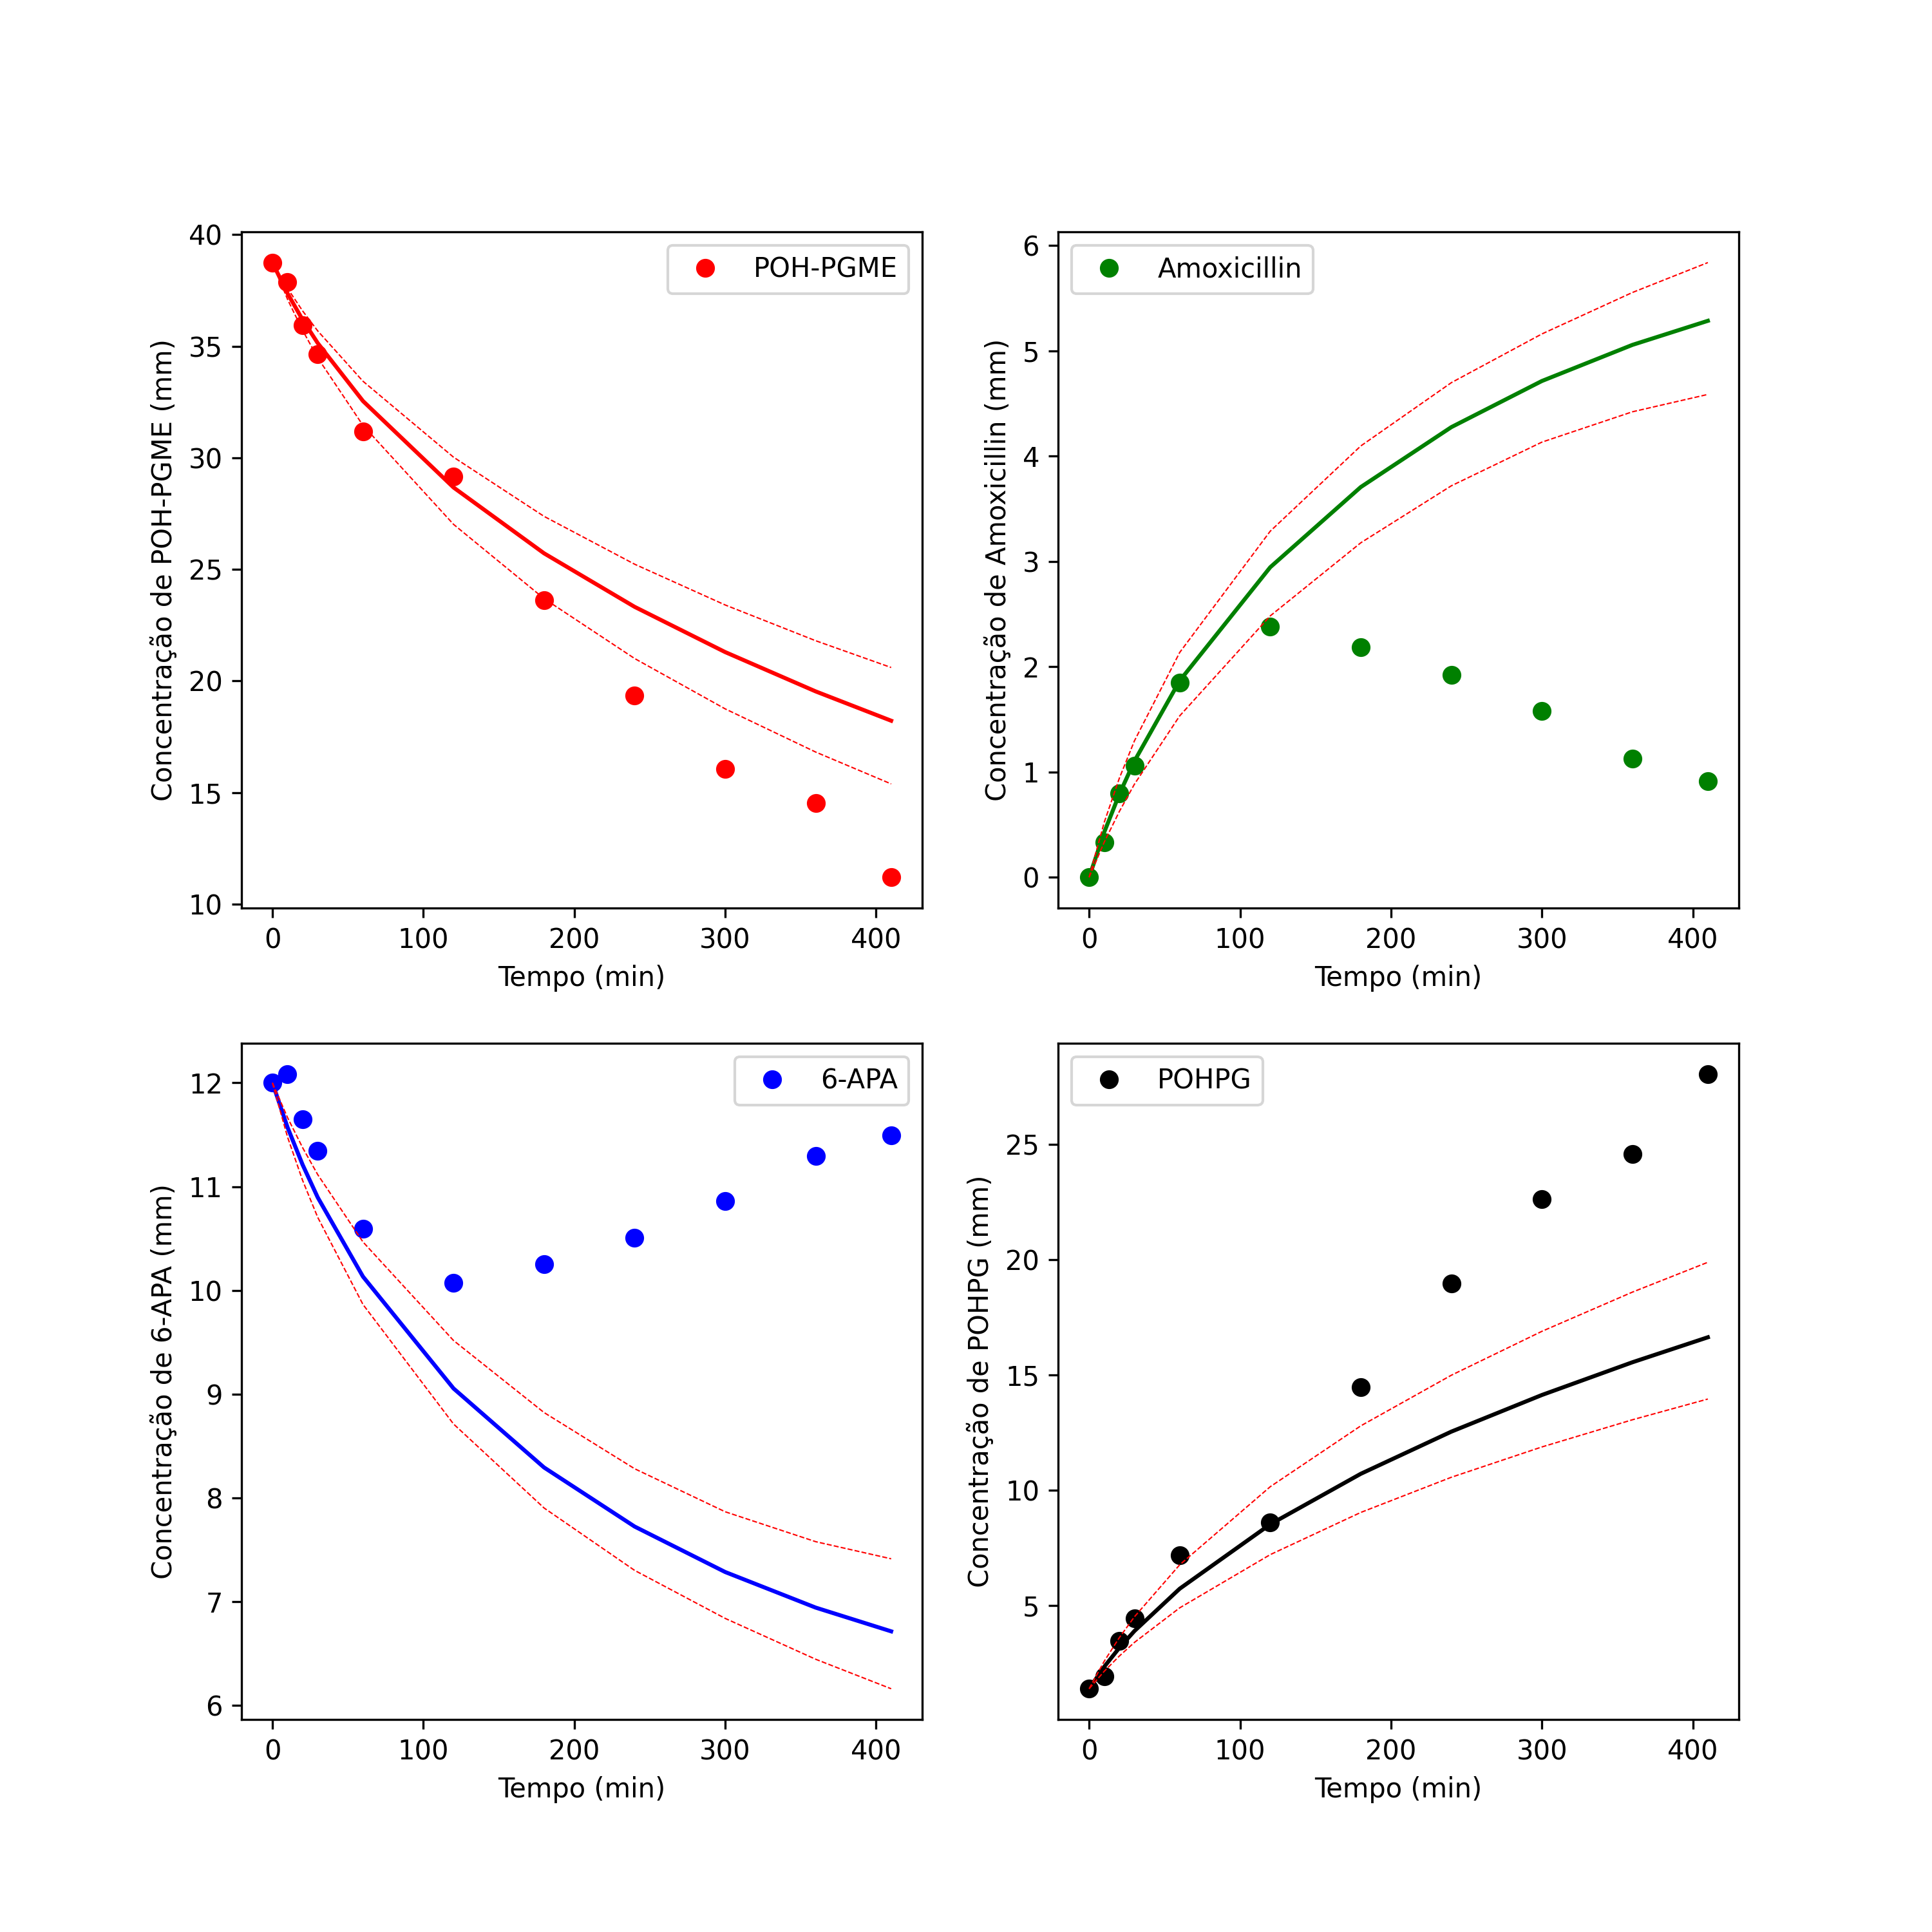 POH-PGME
40
35
30
25
20
15
10
Concentração de POH-PGME (mm)
0 100 200 300 400
Tempo (min)
Amoxicillin
6
5
4
3
2
1
0
Concentração de Amoxicillin (mm)
0 100 200 300 400
Tempo (min)
6-APA
12
11
10
9
8
7
6
Concentração de 6-APA (mm)
0 100 200 300 400
Tempo (min)
POHPG
25
20
15
10
5
Concentração de POHPG (mm)
0 100 200 300 400
Tempo (min)